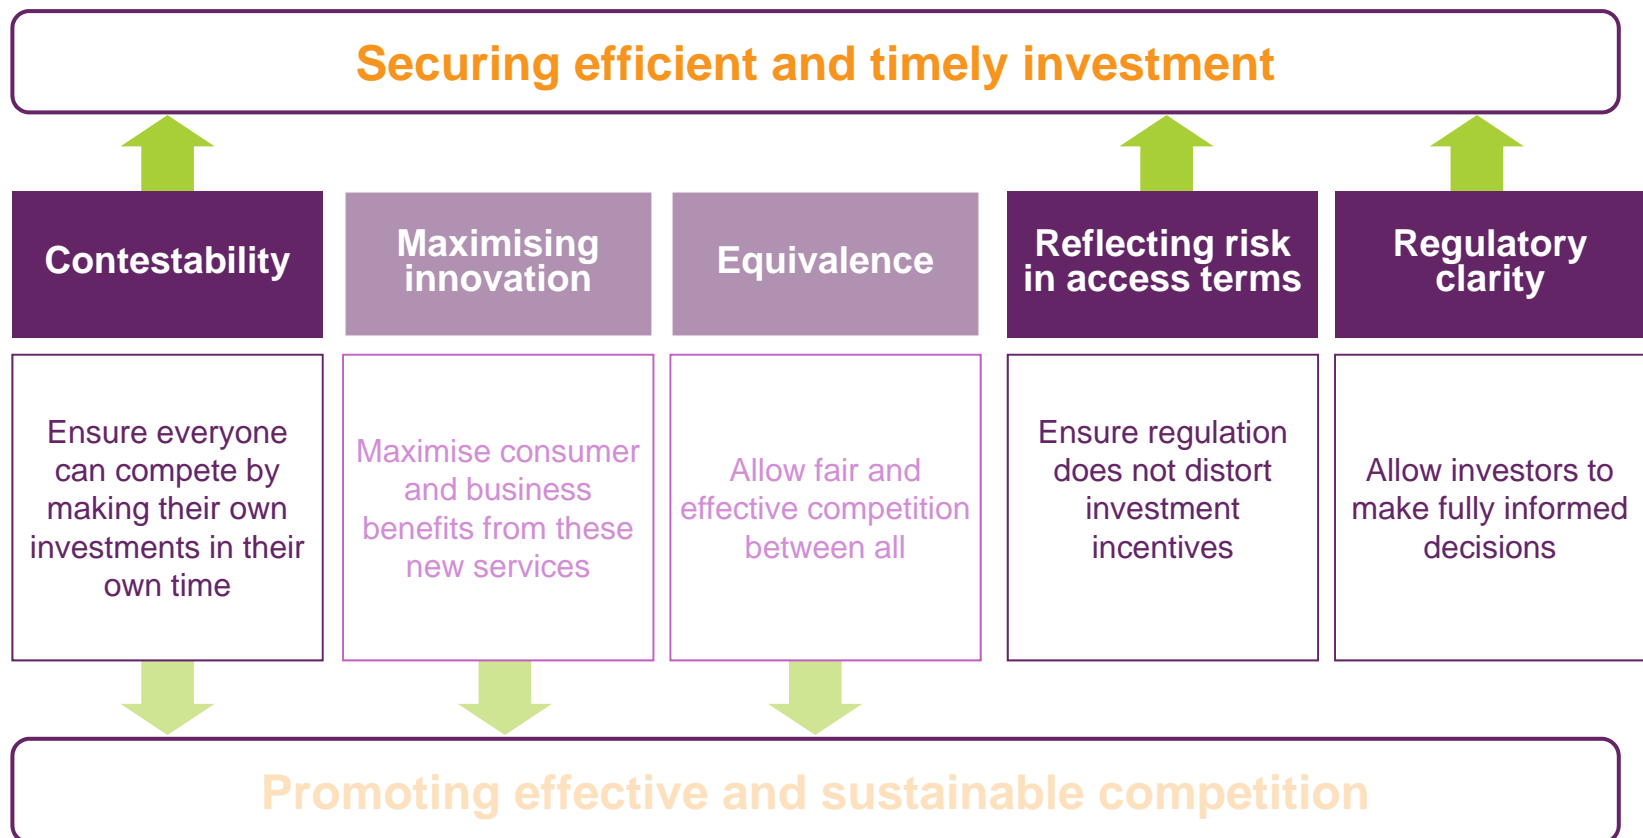 Securing efficient and timely investment
Contestability
Maximising
innovation
Equivalence
Reflecting risk
in access terms
Regulatory
clarity
Ensure everyone
can compete by
making their own
investments in their
own time
Maximise consumer
and business
benefits from these
new services
Allow fair and
effective competition
between all
Ensure regulation
does not distort
investment
incentives
Allow investors to
make fully informed
decisions
Promoting effective and sustainable competition